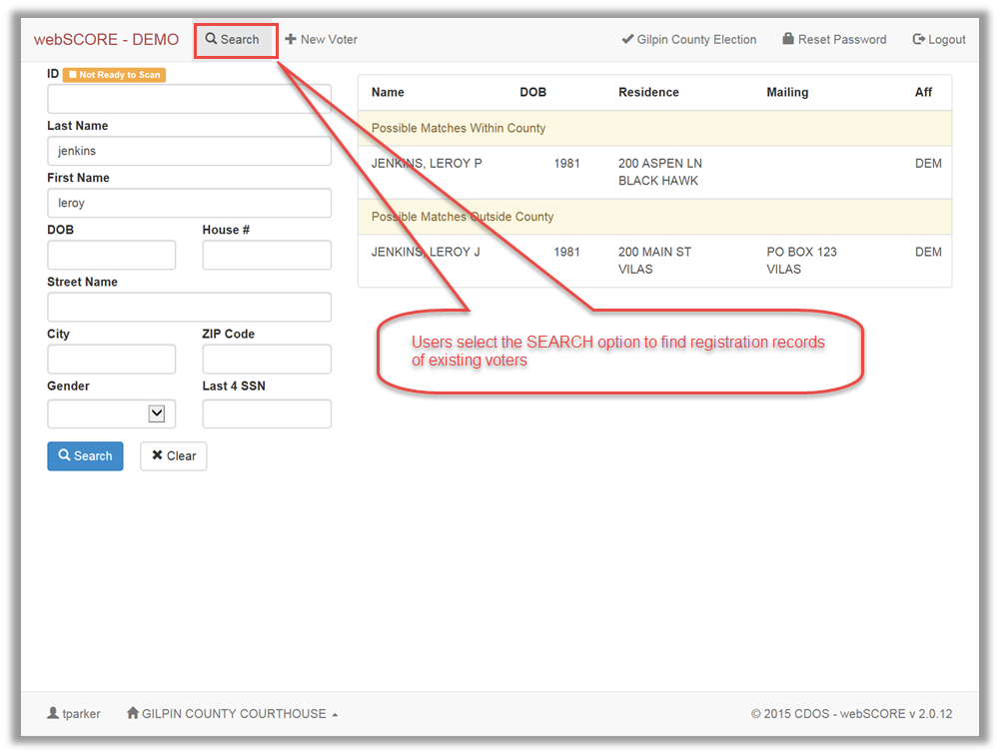 webSCORE - DEMO Search New Voter Gilpin County Election Reset Password Logout
ID Not Ready to Scan
Last Name
jenkins
First Name
leroy
DOB House #
Street Name
City ZIP Code
Gender Last 4 SSN
Search Clear
Name DOB Residence Mailing Aff
Possible Matches Within County
JENKINS, LEROY P 1981 200 ASPEN LN DEM
BLACK HAWK
Possible Matches Outside County
JENKINS, LEROY J 1981 200 MAIN ST PO BOX 123 DEM
VILAS VILAS
Users select the SEARCH option to find registration records
of existing voters
tparker GILPIN COUNTY COURTHOUSE © 2015 CDOS - webSCORE v 2.0.12